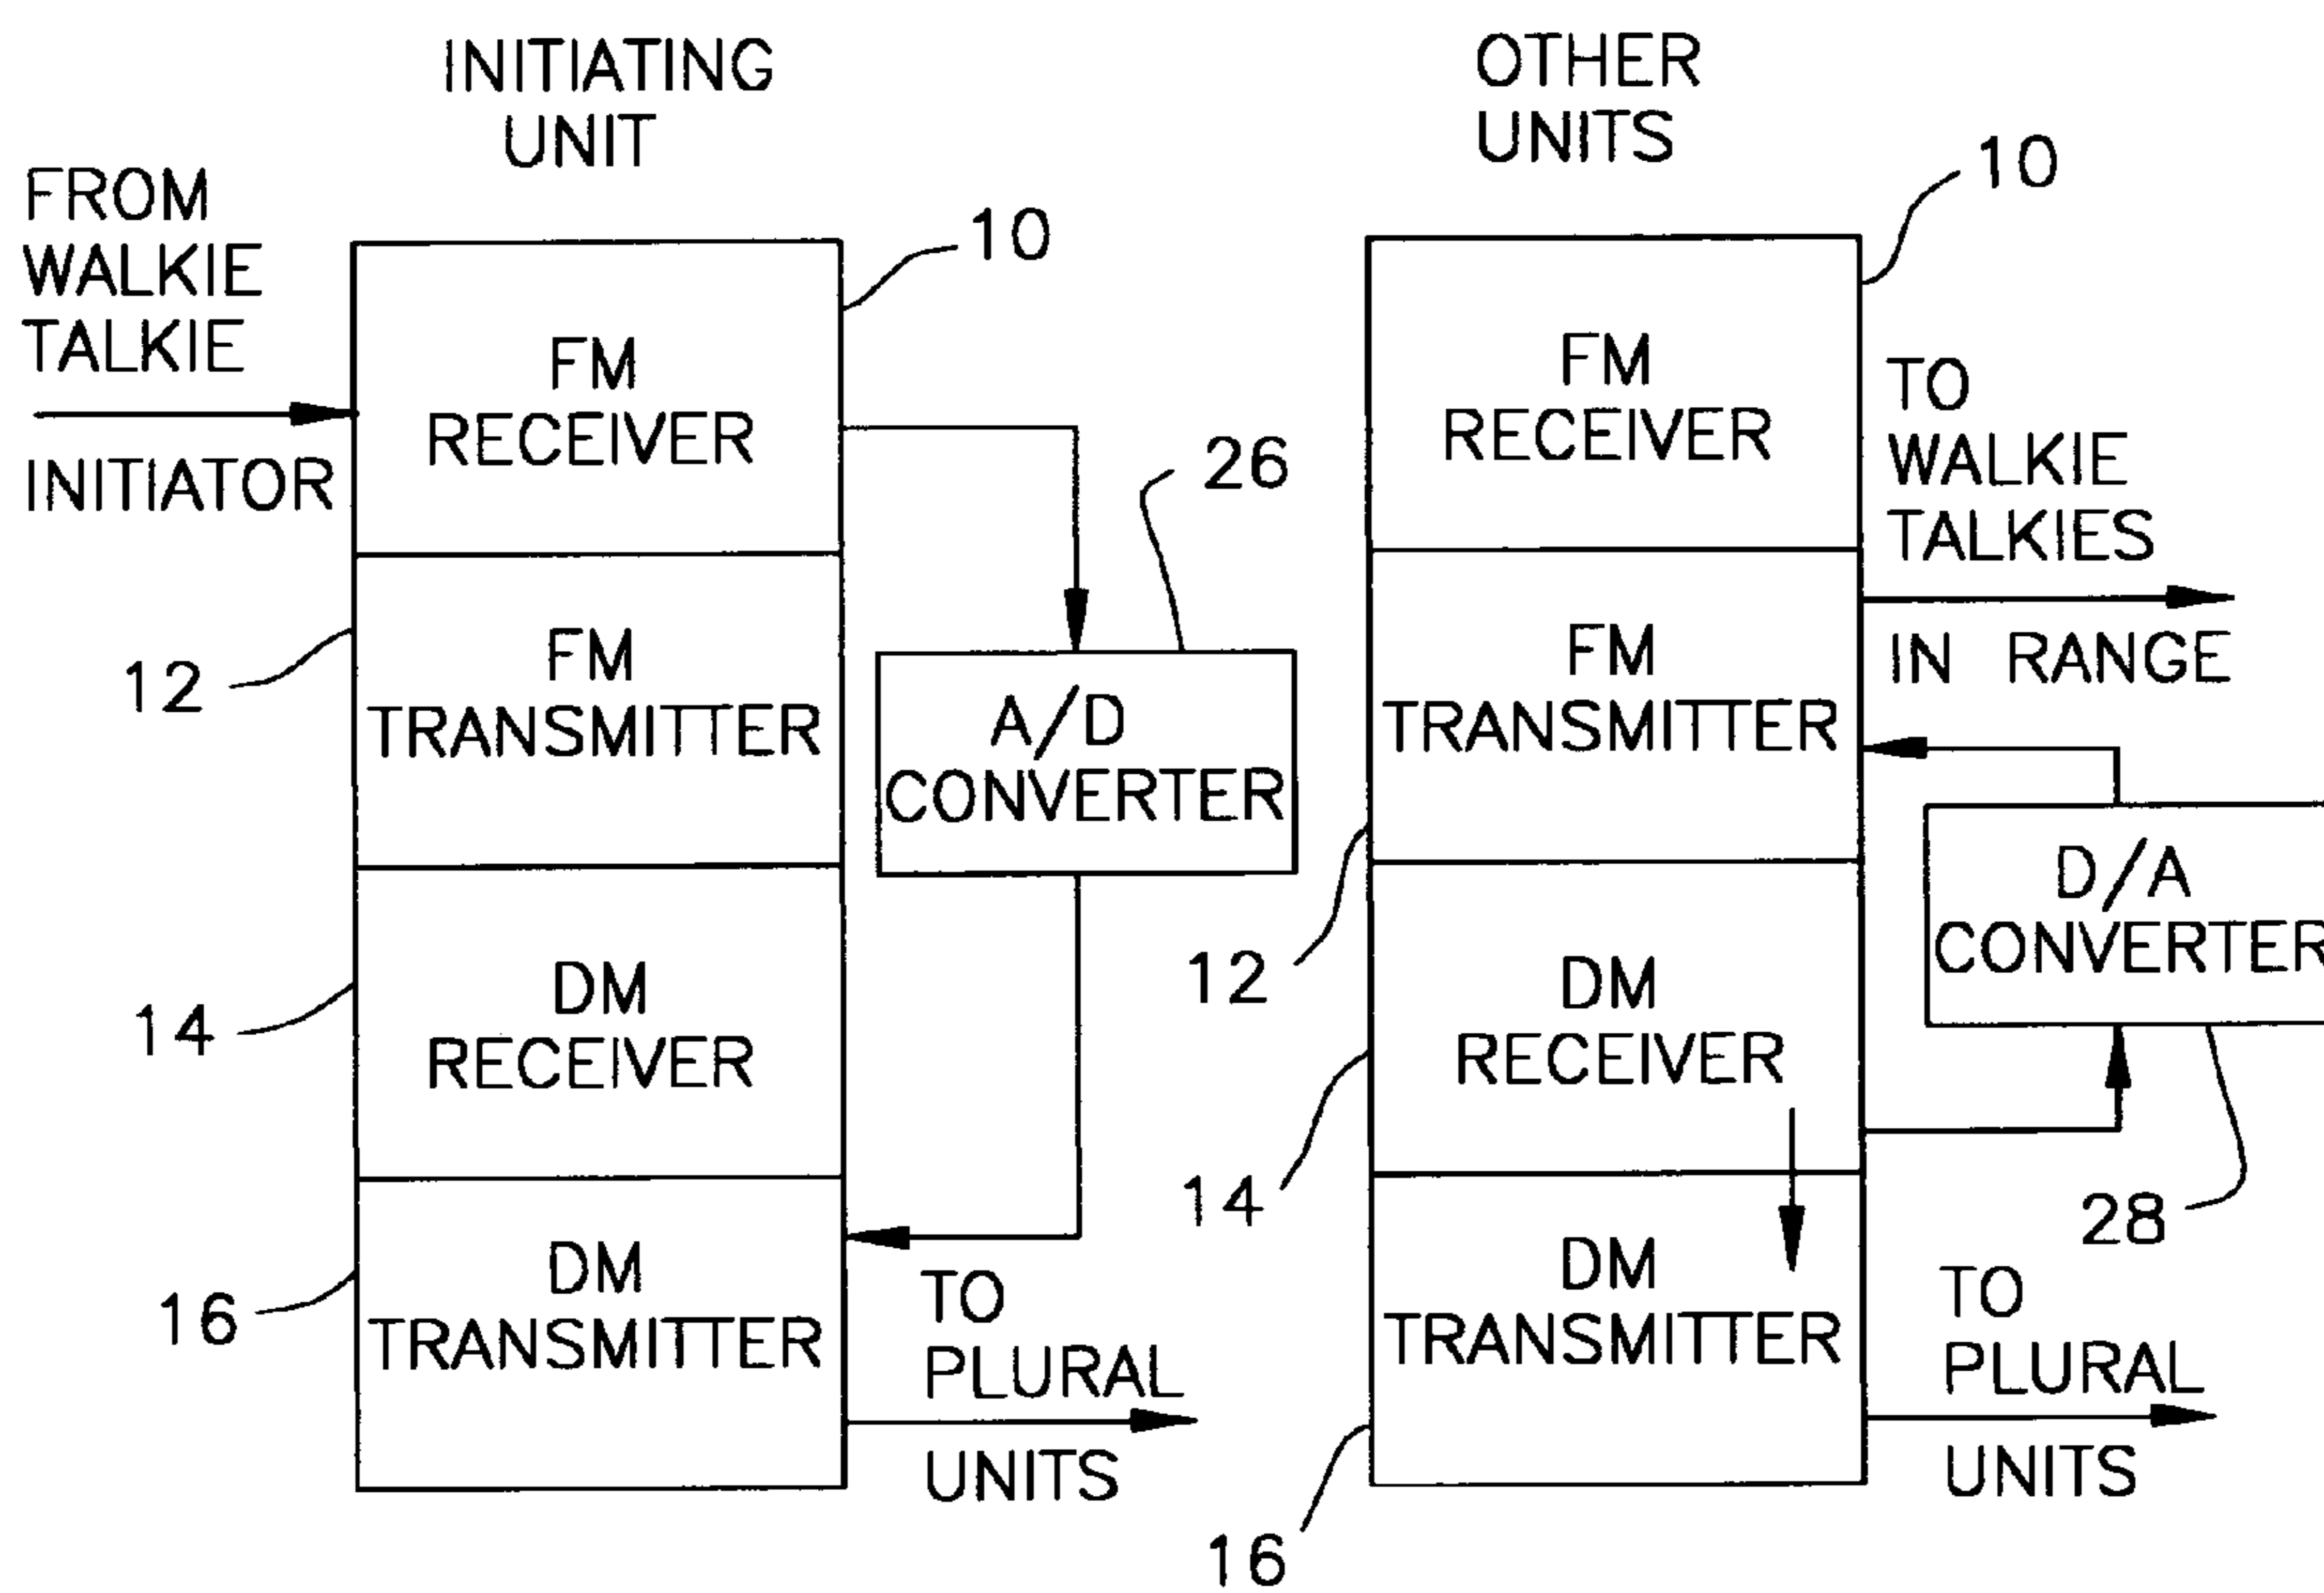 INITIATING
UNIT
FROM
WALKIE
TALKIE
INITIATOR
10
FM
RECEIVER
12
FM
TRANSMITTER
26
A/D
CONVERTER
14
DM
RECEIVER
16
DM
TRANSMITTER
TO
PLURAL
UNITS
OTHER
UNITS
10
FM
RECEIVER
TO
WALKIE
TALKIES
IN RANGE
FM
TRANSMITTER
12
D/A
CONVERTER
DM
RECEIVER
14
28
DM
TRANSMITTER
16
TO
PLURAL
UNITS